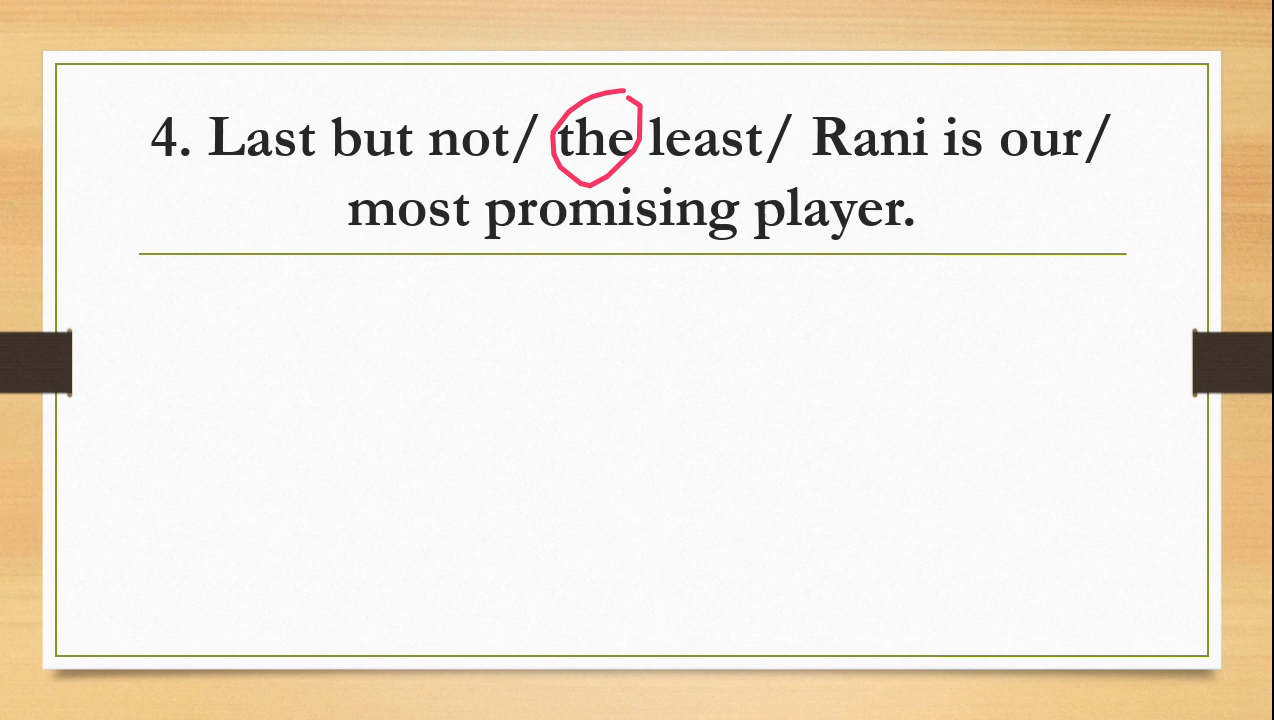 4. Last but not/ the least/ Rani is our/
most promising player.